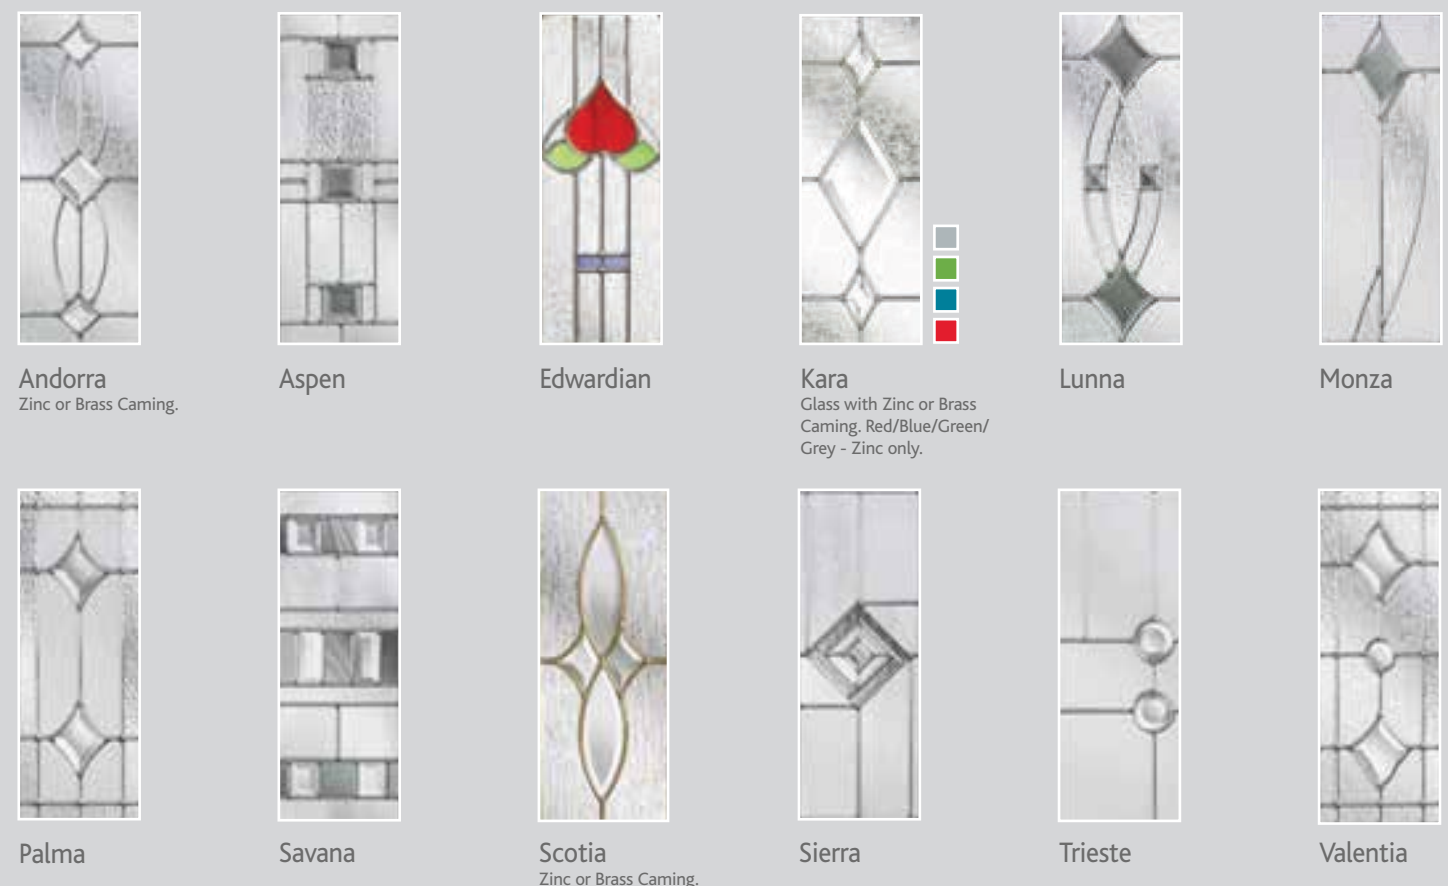 Andorra
Zinc or Brass Caming.
Aspen
Edwardian
Kara
Glass with Zinc or Brass
Caming. Red/Blue/Green/
Grey - Zinc only.
Lunna
Monza
Palma
Savana
Scotia
Zinc or Brass Caming.
Sierra
Trieste
Valentia